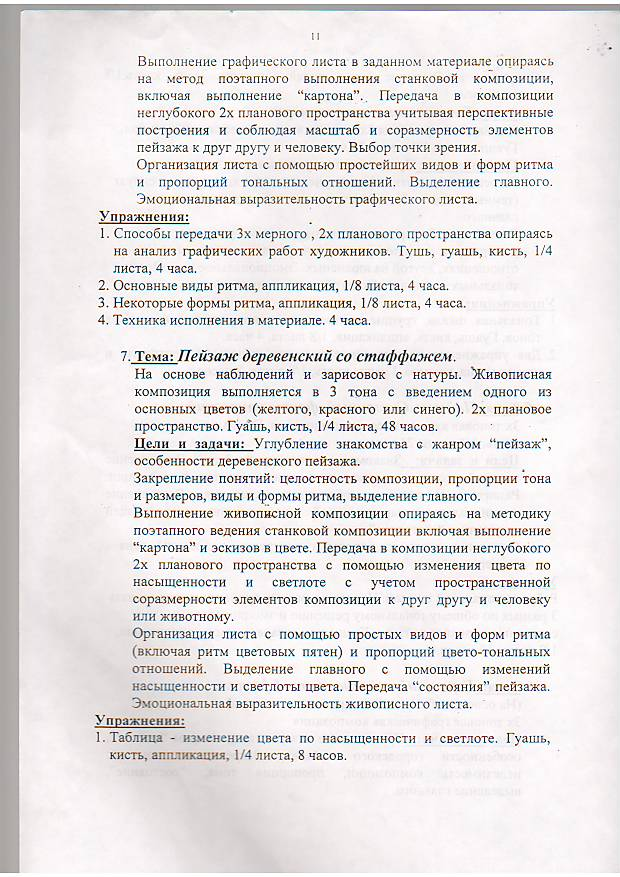 11
Выполнение графического листа в заданном материале опираясь
на метод поэтапного выполнения станковой композиции,
включая выполнение “картона”. Передача в композиции
неглубокого 2х планового пространства учитывая перспективные
построения и соблюдая масштаб и соразмерность элементов
пейзажа к друг другу и человеку. Выбор точки зрения.
Организация листа с помощью простейших видов и форм ритма
и пропорций тональных отношений. Выделение главного.
Эмоциональная выразительность графического листа.
Упражнения:
1. Способы передачи 3х мерного , 2х планового пространства опираясь
на анализ графических работ художников. Тушь, гуашь, кисть, 1/4
листа, 4 часа.
2. Основные виды ритма, аппликация, 1/8 листа, 4 часа.
3. Некоторые формы ритма, аппликация, 1/8 листа, 4 часа.
4. Техника исполнения в материале. 4 часа.
7. Тема: Пейзаж деревенский со стаффажем.
На основе наблюдений и зарисовок с натуры. Живописная
композиция выполняется в 3 тона с введением одного из
основных цветов (желтого, красного или синего). 2х плановое
пространство. Гуашь, кисть, 1/4 листа, 48 часов.
Цели и задачи: Углубление знакомства с жанром “пейзаж”,
особенности деревенского пейзажа.
Закрепление понятий: целостность композиции, пропорции тона
и размеров, виды и формы ритма, выделение главного.
Выполнение живописной композиции опираясь на методику
поэтапного ведения станковой композиции включая выполнение
“картона” и эскизов в цвете. Передача в композиции неглубокого
2х планового пространства с помощью изменения цвета по
насыщенности и светлоте с учетом пространственной
соразмерности элементов композиции к друг другу и человеку
или животному.
Организация листа с помощью простых видов и форм ритма
(включая ритм цветовых пятен) и пропорций цвето-тональных
отношений. Выделение главного с помощью изменений
насыщенности и светлоты цвета. Передача “состояния” пейзажа.
Эмоциональная выразительность живописного листа.
Упражнения:
1. Таблица - изменение цвета по насыщенности и светлоте. Гуашь,
кисть, аппликация, 1/4 листа, 8 часов.